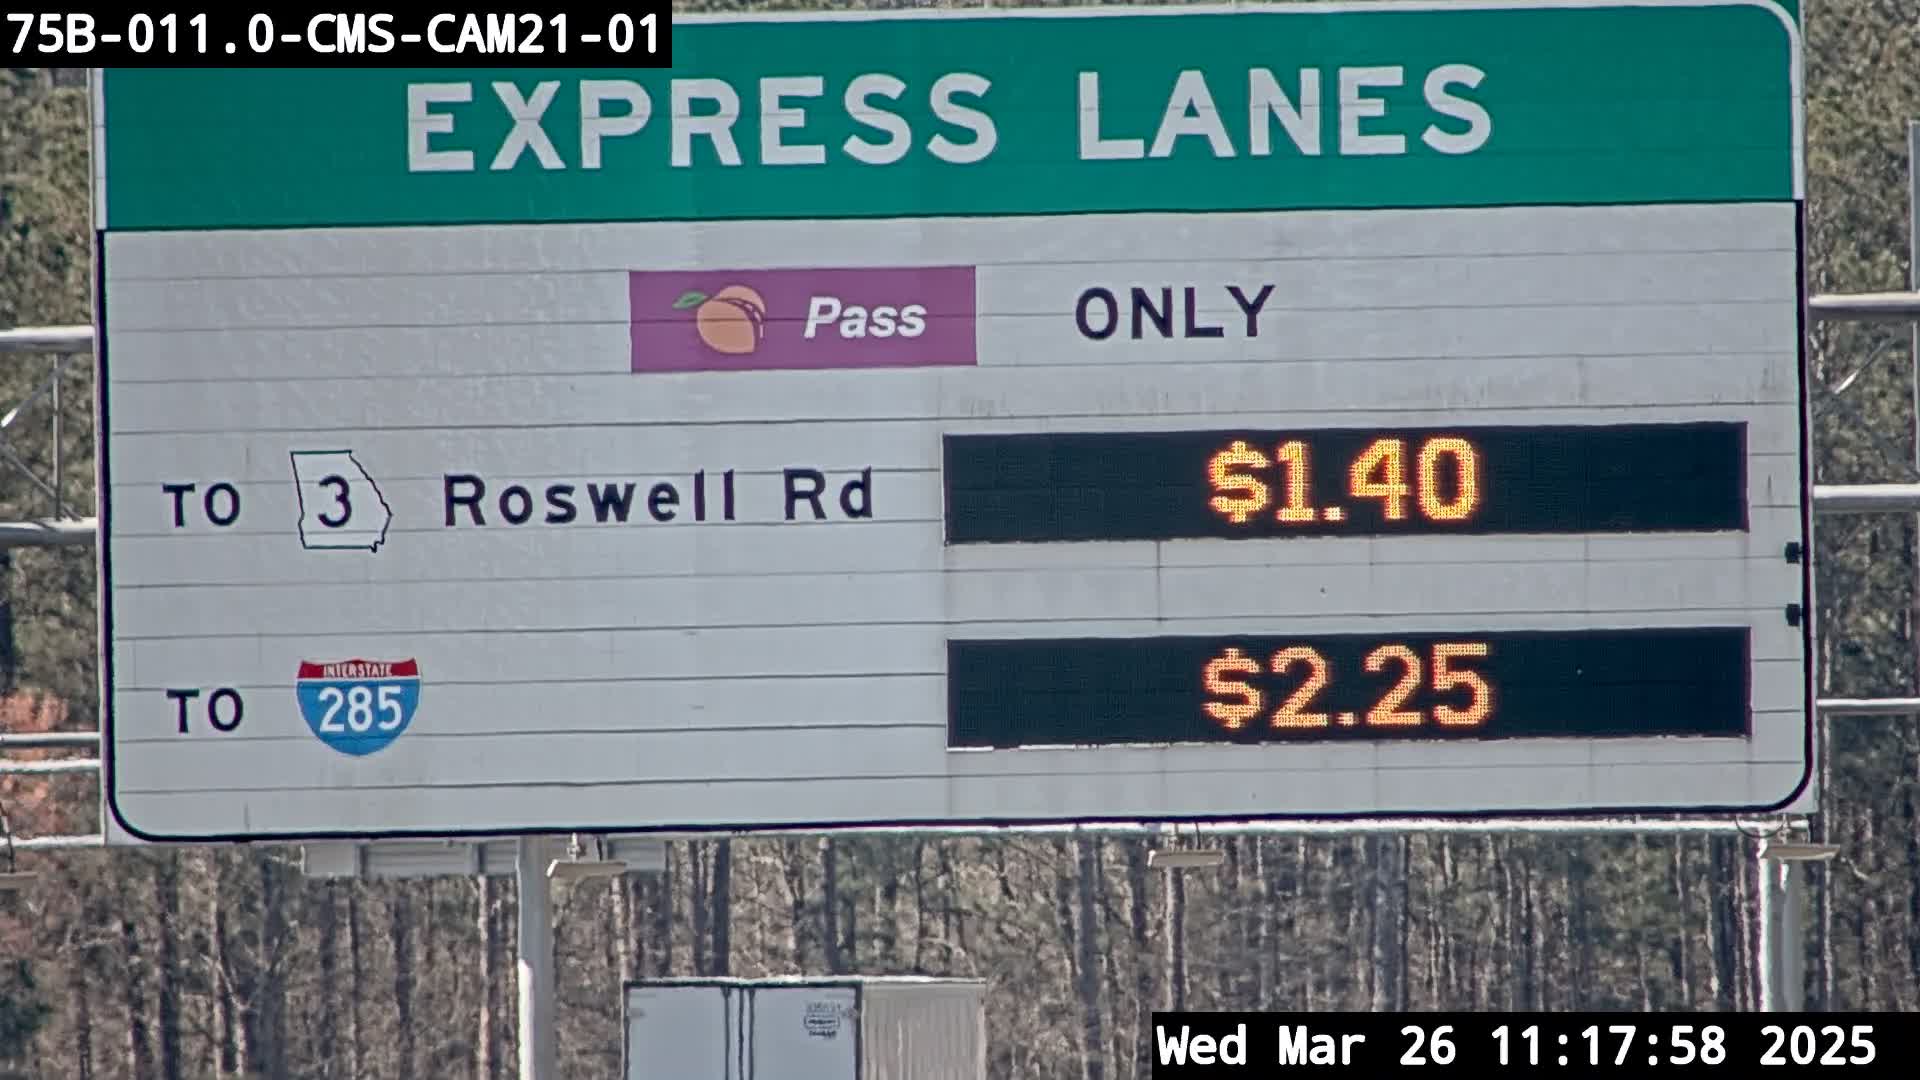 75B-011.0-CMS-CAM21-01
EXPRESS LANES
Pass ONLY
TO 3 Roswell Rd $1.40
INTERSTATE
TO 285 $2.25
Wed Mar 26 11:17:58 2025